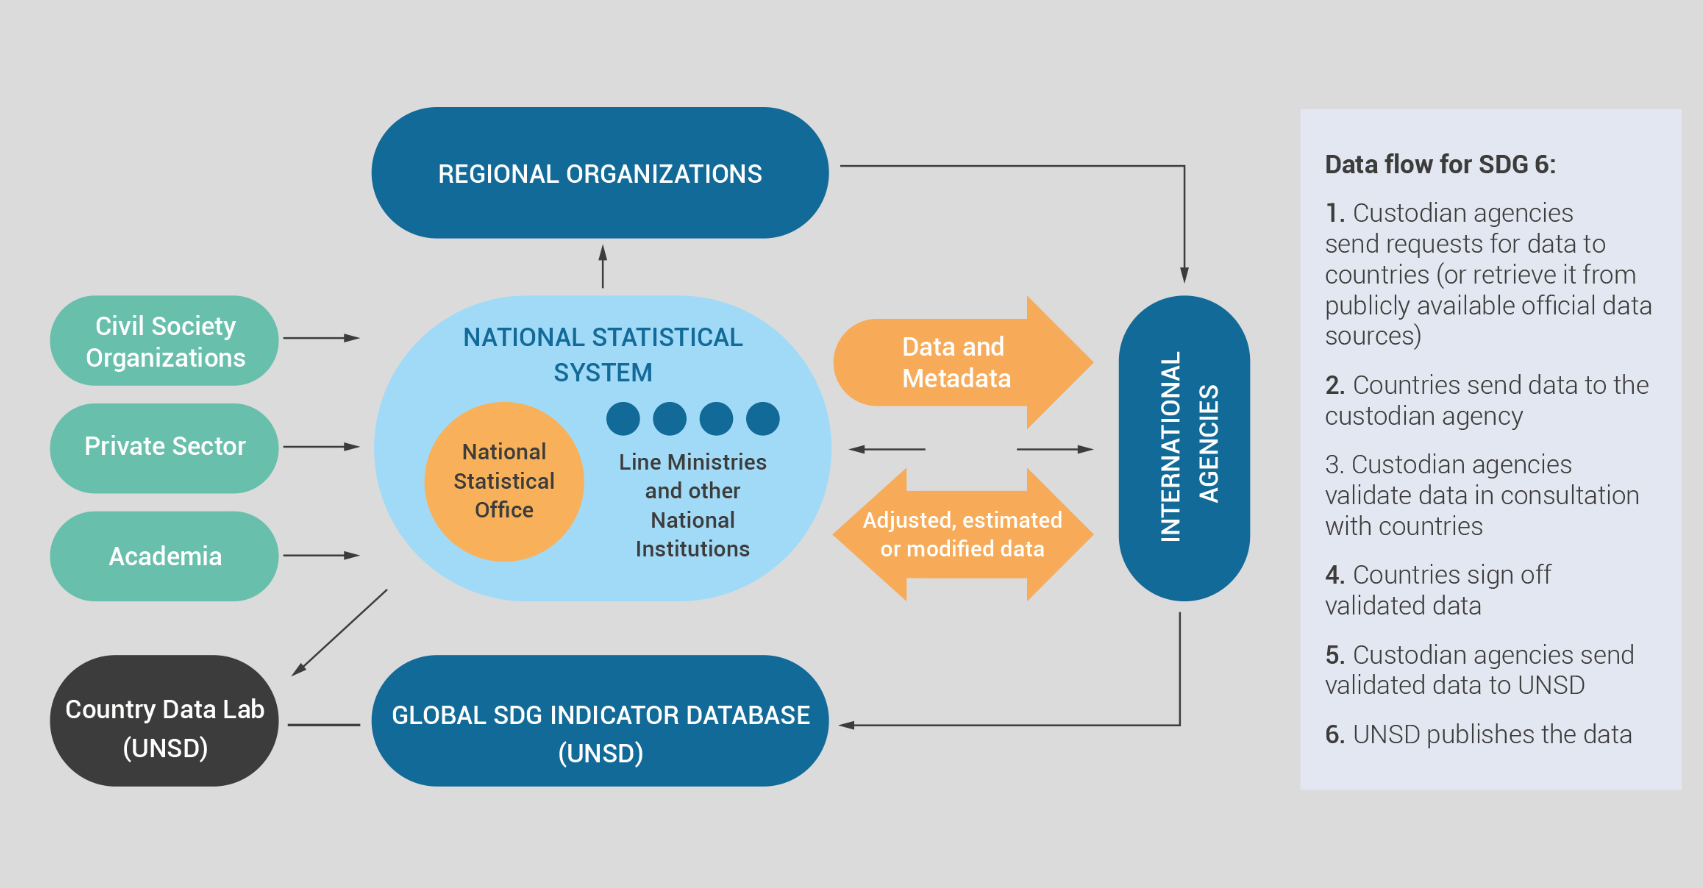 REGIONAL ORGANIZATIONS
Civil Society
Organizations
Private Sector
Academia
NATIONAL STATISTICAL
SYSTEM
National
Statistical
Office
Line Ministries
and other
National
Institutions
Data and
Metadata
Adjusted, estimated
or modified data
INTERNATIONAL
AGENCIES
Country Data Lab
(UNSD)
GLOBAL SDG INDICATOR DATABASE
(UNSD)
Data flow for SDG 6:
1. Custodian agencies
send requests for data to
countries (or retrieve it from
publicly available official data
sources)
2. Countries send data to the
custodian agency
3. Custodian agencies
validate data in consultation
with countries
4. Countries sign off
validated data
5. Custodian agencies send
validated data to UNSD
6. UNSD publishes the data